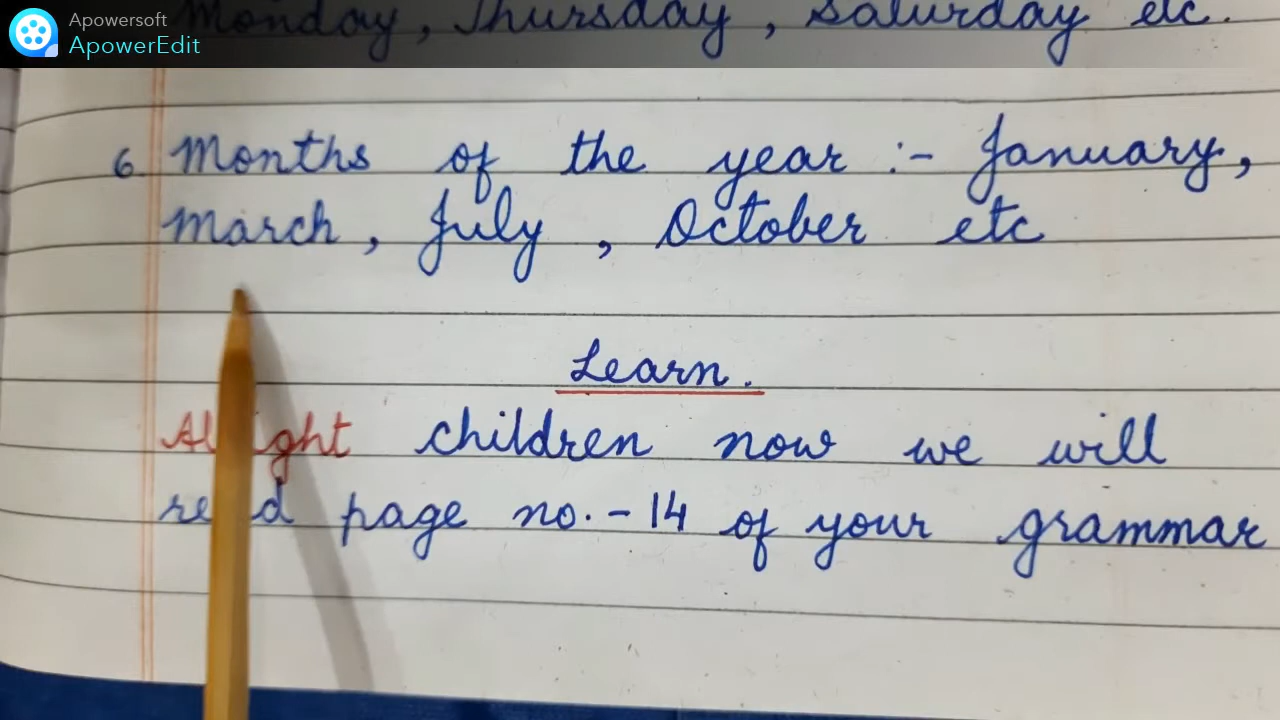 Apowersoft
ApowerEdit
Monday, Thursday, Saturday etc.
6. Months of the year :- January,
March, July, October etc
Learn.
children now we will
page no. - 14 of your grammar